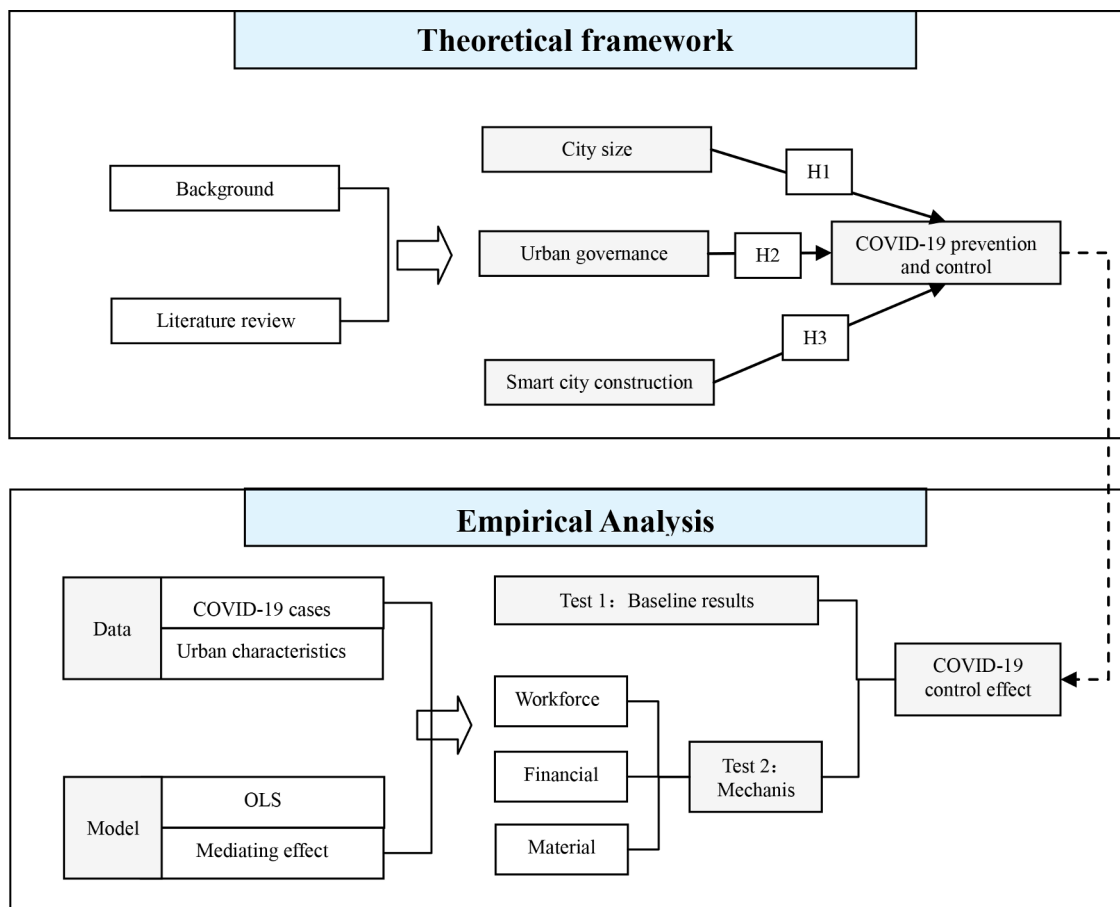 Theoretical framework
City size
H1
Background
Urban governance
H2
COVID-19 prevention
and control
Literature review
H3
Smart city construction
Empirical Analysis
Data
COVID-19 cases
Urban characteristics
Model
OLS
Mediating effect
Test 1：Baseline results
Workforce
Financial
Material
Test 2：
Mechanis
COVID-19
control effect